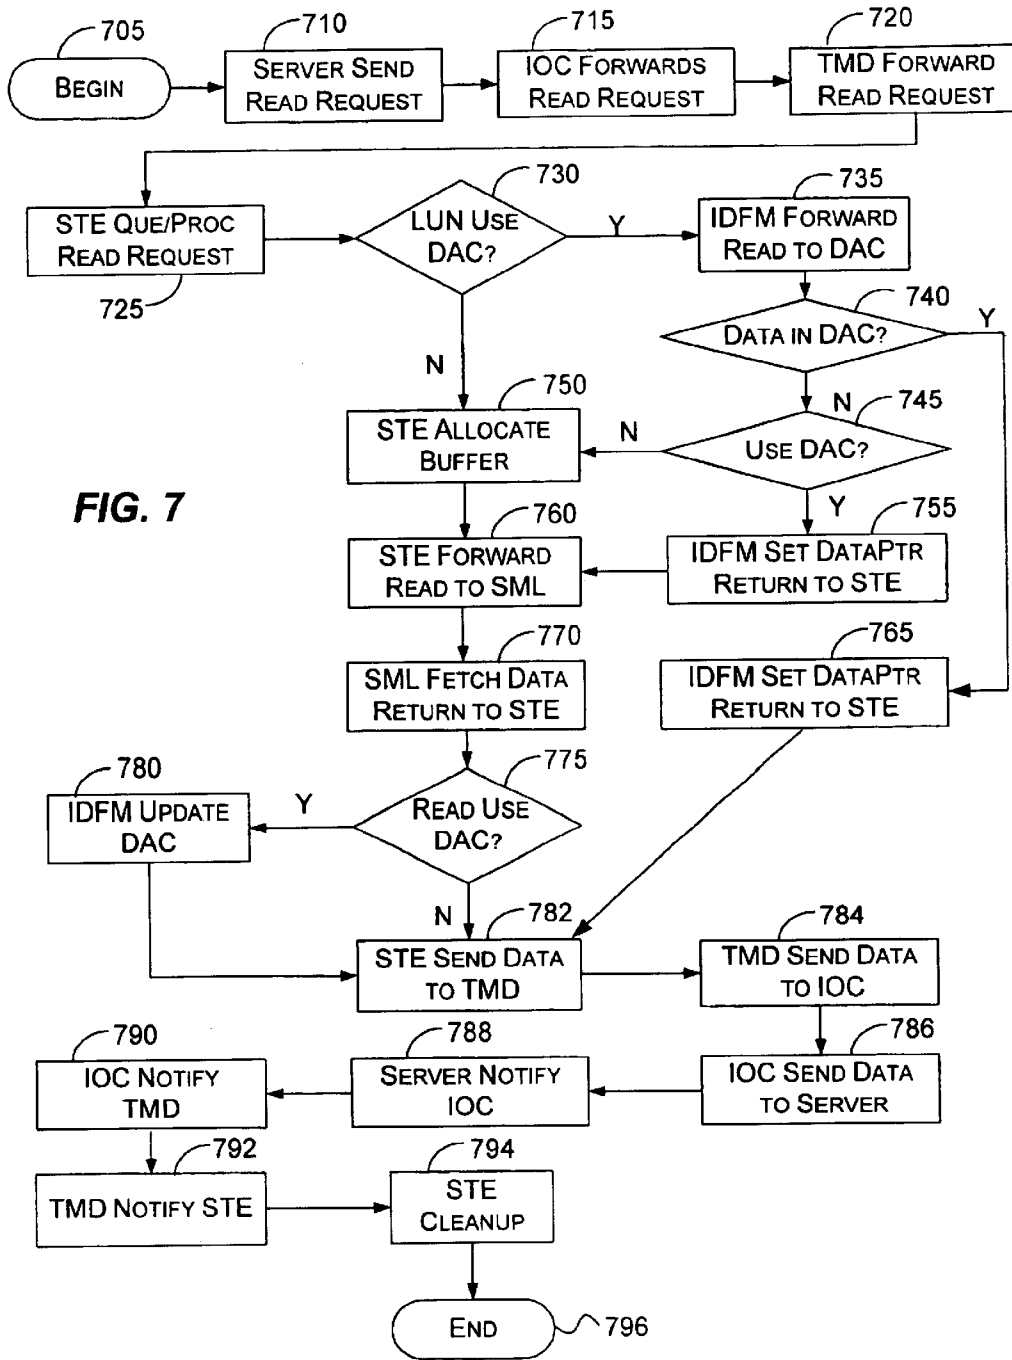 705
710
715
720
BEGIN
SERVER SEND
READ REQUEST
IOC FORWARDS
READ REQUEST
TMD FORWARD
READ REQUEST
STE QUE/PROC
READ REQUEST
725
730
LUN USE
DAC?
Y
735
IDFM FORWARD
READ TO DAC
740
DATA IN DAC?
Y
N
N
750
STE ALLOCATE
BUFFER
N
745
USE DAC?
Y
FIG. 7
760
STE FORWARD
READ TO SML
755
IDFM SET DATAPTR
RETURN TO STE
770
SML FETCH DATA
RETURN TO STE
765
IDFM SET DATAPTR
RETURN TO STE
780
IDFM UPDATE
DAC
Y
775
READ USE
DAC?
N
782
STE SEND DATA
TO TMD
784
TMD SEND DATA
TO IOC
790
IOC NOTIFY
TMD
788
SERVER NOTIFY
IOC
786
IOC SEND DATA
TO SERVER
792
TMD NOTIFY STE
794
STE
CLEANUP
END
796